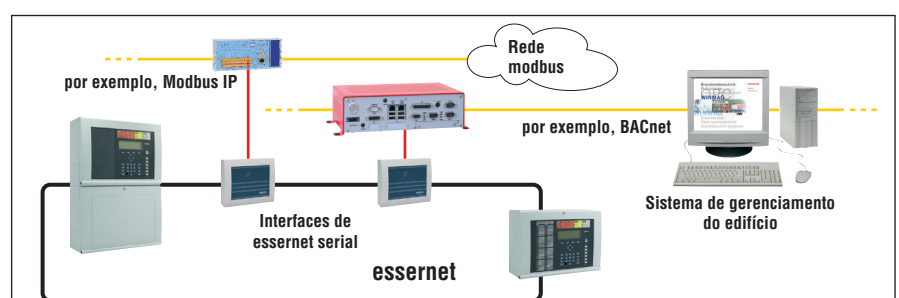 Rede
modbus
por exemplo, Modbus IP
por exemplo, BACnet
WINMAG
Interfaces de
essernet serial
Sistema de gerenciamento
do edifício
essernet